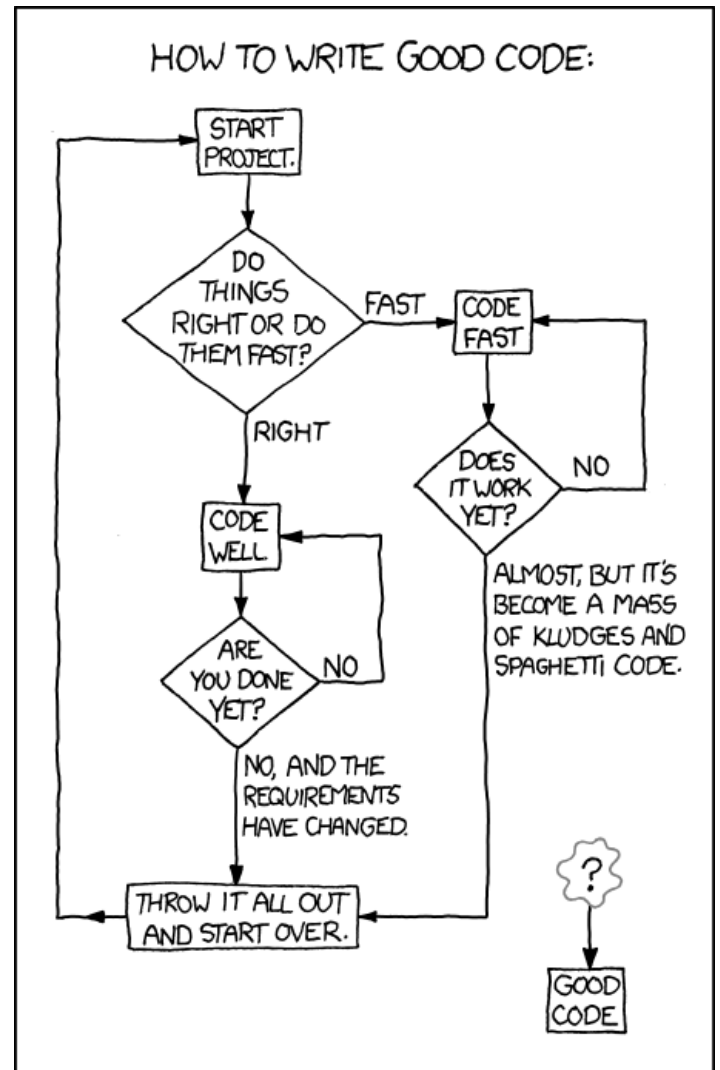 HOW TO WRITE GOOD CODE:
START
PROJECT.
DO
THINGS
RIGHT OR DO
THEM FAST?
FAST
CODE
FAST
RIGHT
DOES
IT WORK
YET?
NO
CODE
WELL
ALMOST, BUT IT'S
BECOME A MASS
OF KLUDGES AND
SPAGHETTI CODE.
ARE
YOU DONE
YET?
NO
NO, AND THE
REQUIREMENTS
HAVE CHANGED.
THROW IT ALL OUT
AND START OVER.
?
GOOD
CODE